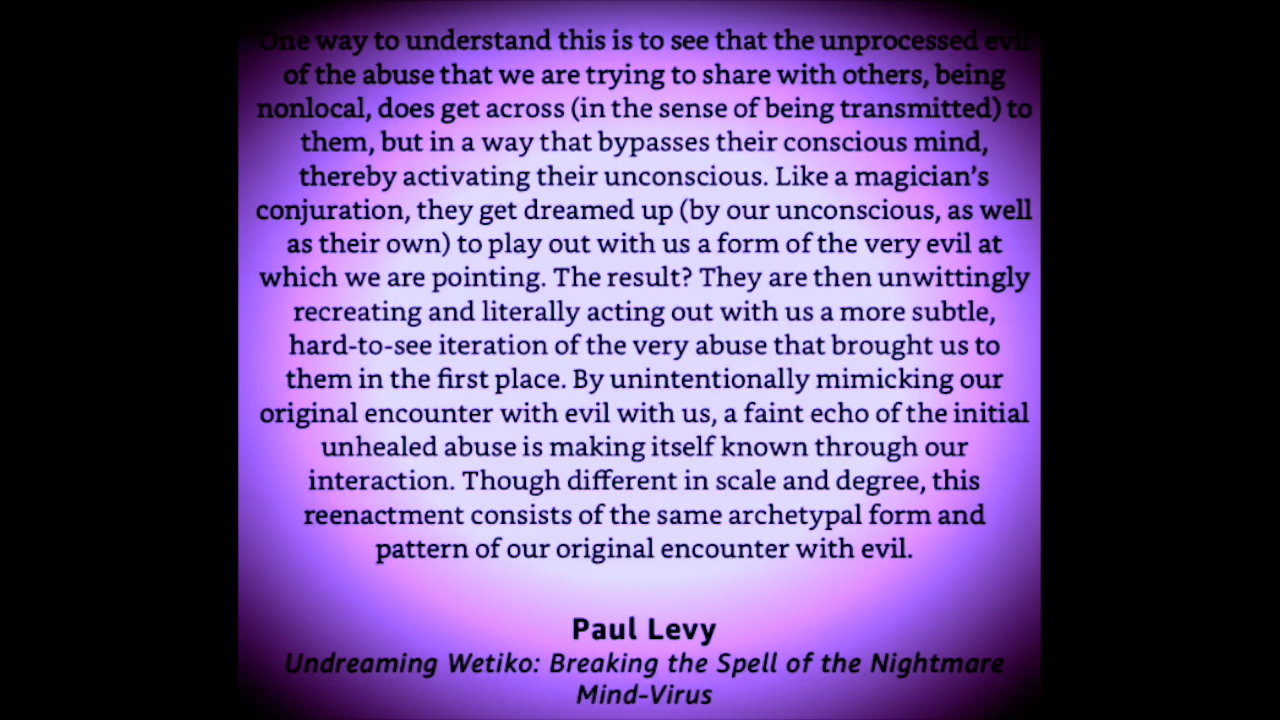 One way to understand this is to see that the unprocessed evil
of the abuse that we are trying to share with others, being
nonlocal, does get across (in the sense of being transmitted) to
them, but in a way that bypasses their conscious mind,
thereby activating their unconscious. Like a magician's
conjuration, they get dreamed up (by our unconscious, as well
as their own) to play out with us a form of the very evil at
which we are pointing. The result? They are then unwittingly
recreating and literally acting out with us a more subtle,
hard-to-see iteration of the very abuse that brought us to
them in the first place. By unintentionally mimicking our
original encounter with evil with us, a faint echo of the initial
unhealed abuse is making itself known through our
interaction. Though different in scale and degree, this
reenactment consists of the same archetypal form and
pattern of our original encounter with evil.
Paul Levy
Undreaming Wetiko: Breaking the Spell of the Nightmare
Mind-Virus